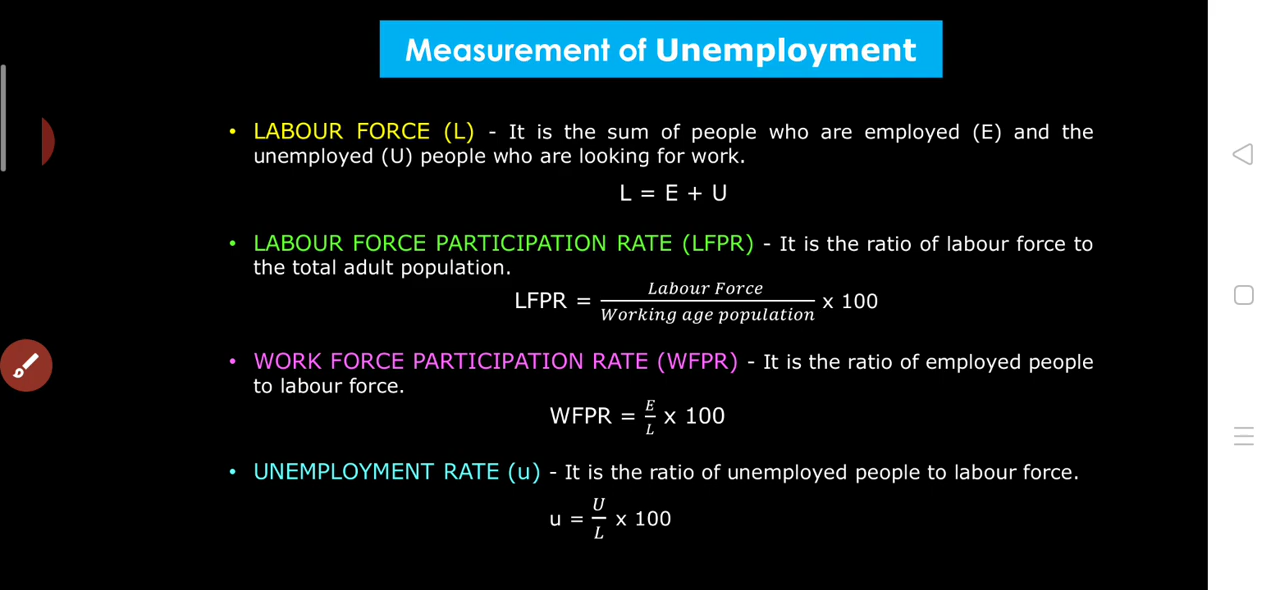 Measurement of Unemployment
• LABOUR FORCE (L) - It is the sum of people who are employed (E) and the
unemployed (U) people who are looking for work.
L = E + U
• LABOUR FORCE PARTICIPATION RATE (LFPR) - It is the ratio of labour force to
the total adult population.
LFPR = Labour Force / Working age population x 100
• WORK FORCE PARTICIPATION RATE (WFPR) - It is the ratio of employed people
to labour force.
WFPR = E / L x 100
• UNEMPLOYMENT RATE (u) - It is the ratio of unemployed people to labour force.
u = U / L x 100